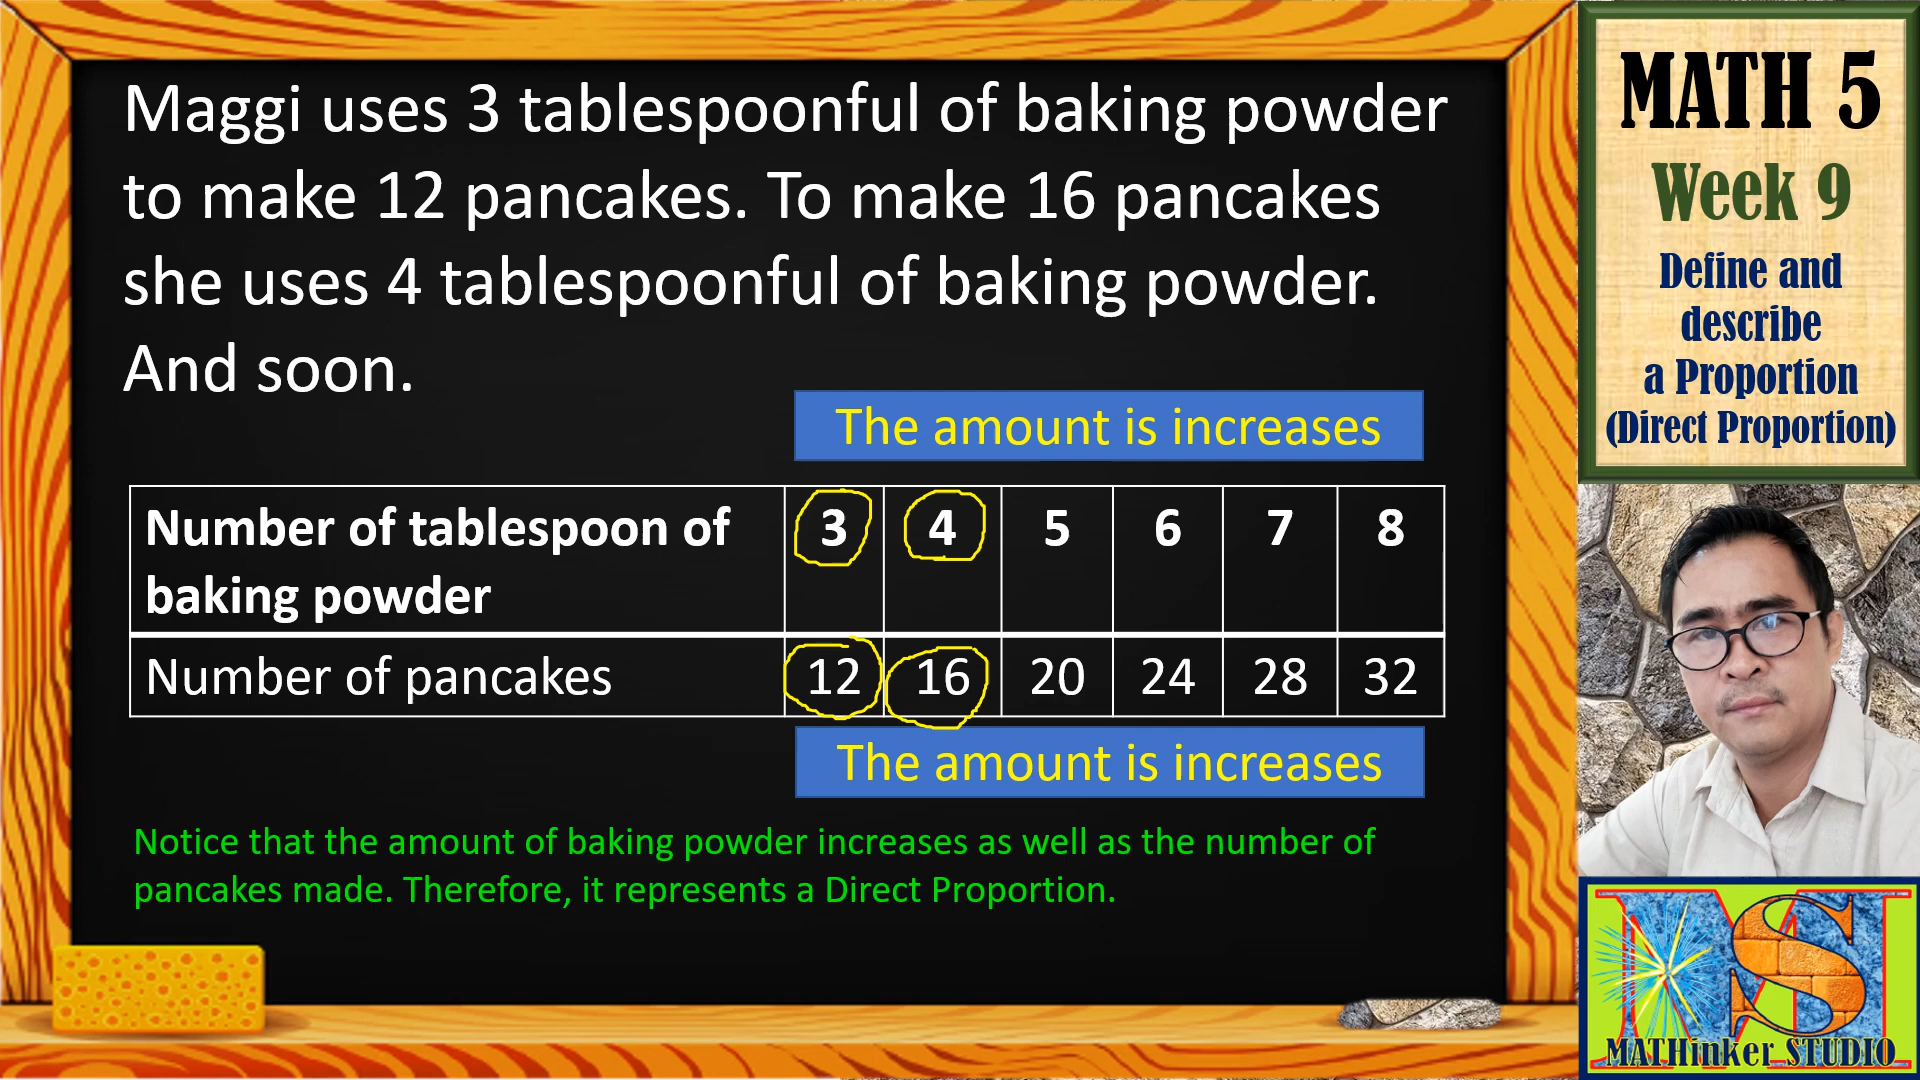 Maggi uses 3 tablespoonful of baking powder
to make 12 pancakes. To make 16 pancakes
she uses 4 tablespoonful of baking powder.
And soon.
The amount is increases
Number of tablespoon of
baking powder
3 4 5 6 7 8
Number of pancakes 12 16 20 24 28 32
The amount is increases
Notice that the amount of baking powder increases as well as the number of
pancakes made. Therefore, it represents a Direct Proportion.
MATH 5
Week 9
Define and
describe
a Proportion
(Direct Proportion)
MS
MATHinker STUDIO